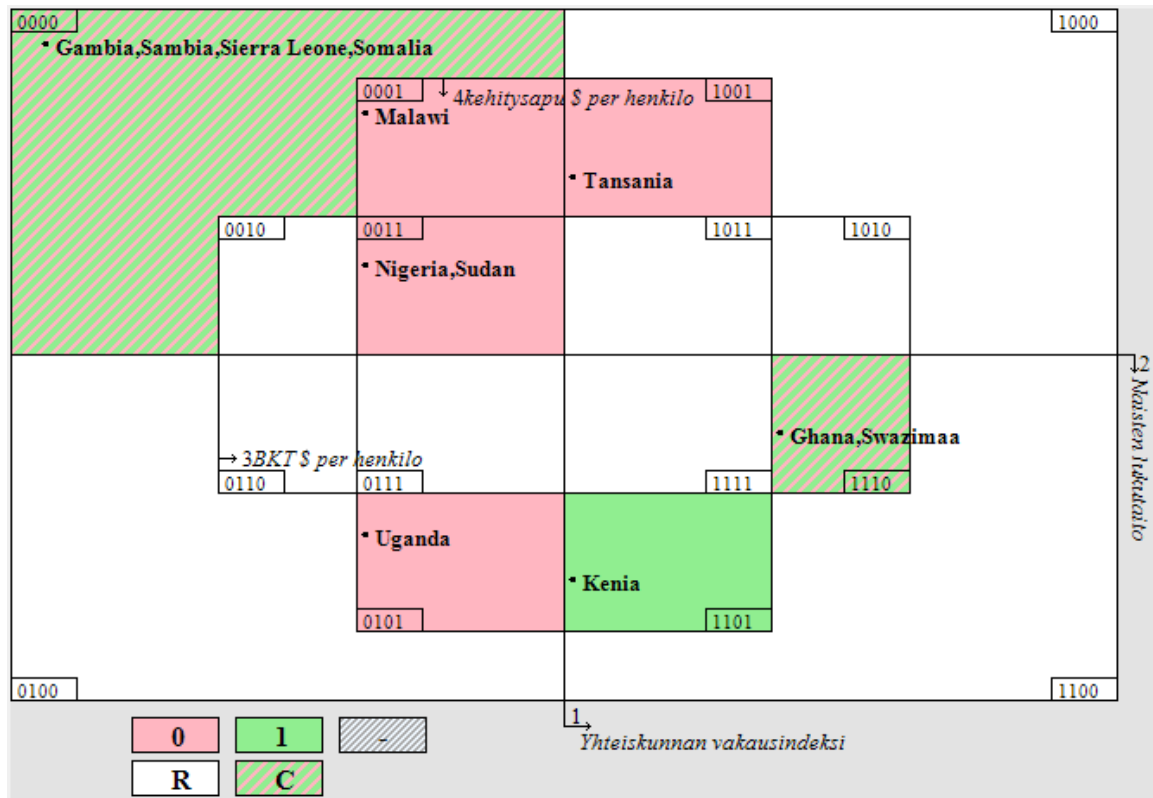 0000
1000
Gambia,Sambia,Sierra Leone,Somalia
0001
4kehitysapu $ per henkilo
1001
Malawi
Tansania
0010
0011
1011
1010
Nigeria,Sudan
2
Naisten lukutaito
Ghana,Swazimaa
3BKT $ per henkilo
0110
0111
1111
1110
Uganda
Kenia
0101
1101
0100
1100
1
Yhteiskunnan vakausindeksi
0
1
-
R
C